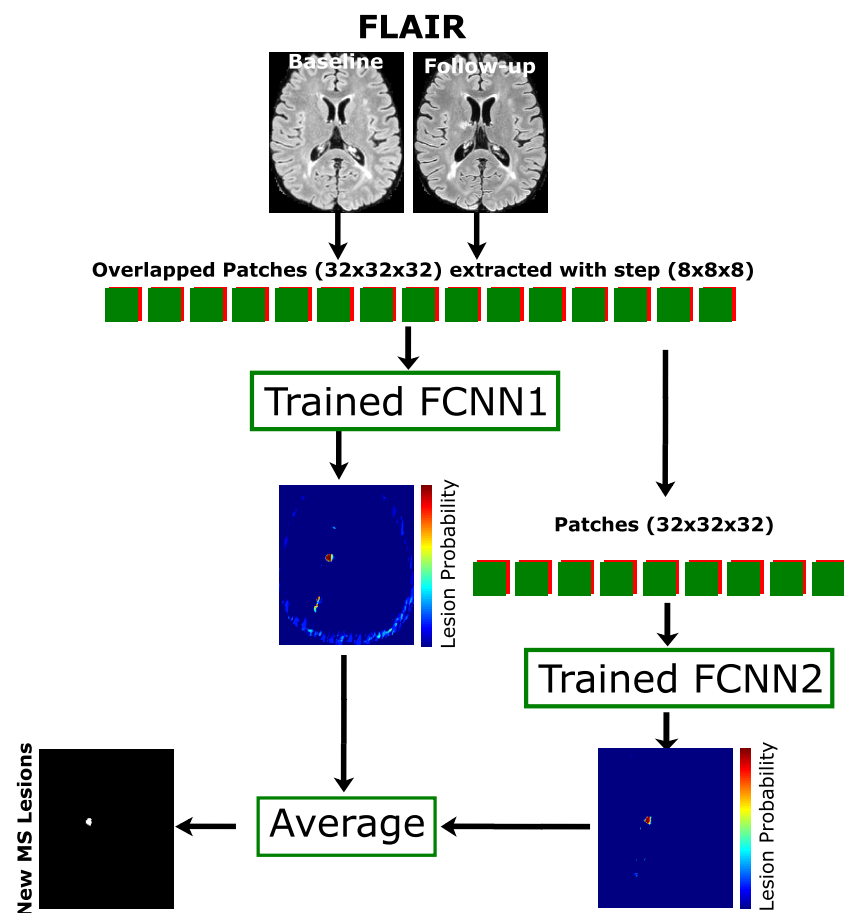 FLAIR
Baseline
Follow-up
Overlapped Patches (32x32x32) extracted with step (8x8x8)
Trained FCNN1
Lesion Probability
Patches (32x32x32)
Trained FCNN2
New MS Lesions
Average
Lesion Probability